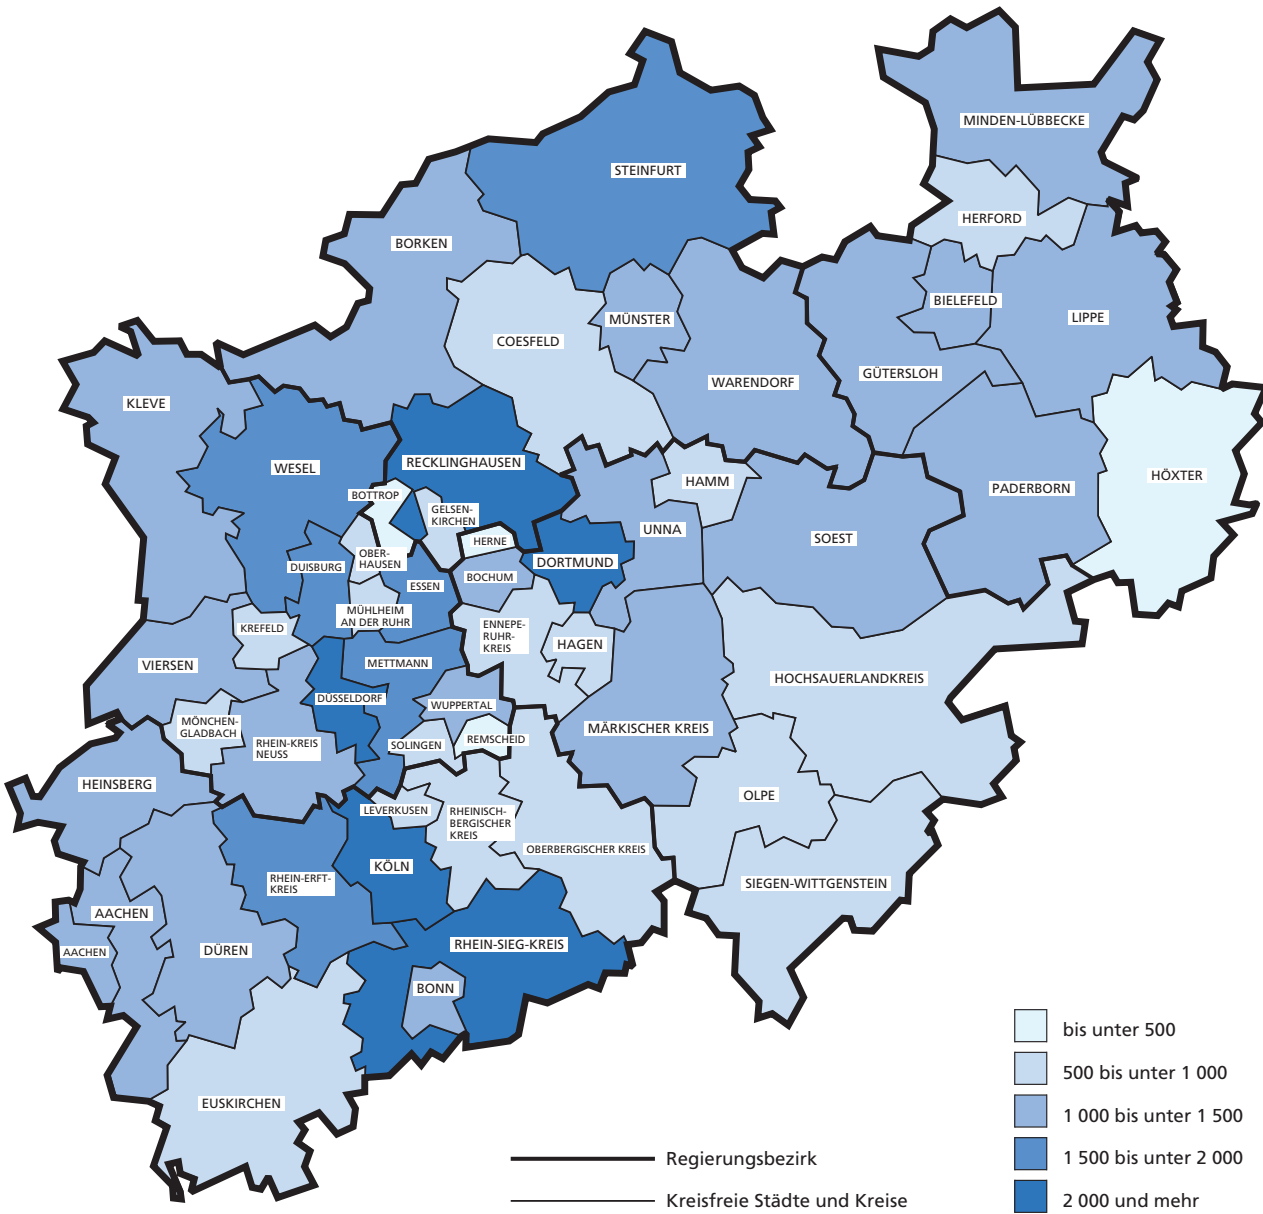 MINDEN-LÜBBECKE
STEINFURT
HERFORD
BORKEN
BIELEFELD
LIPPE
MÜNSTER
COESFELD
GÜTERSLOH
WARENDORF
KLEVE
RECKLINGHAUSEN
WESEL
HÖXTER
HAMM
PADERBORN
BOTTROP
GELSEN-
KIRCHEN
UNNA
SOEST
HERNE
OBER-
HAUSEN
DORTMUND
DUISBURG
BOCHUM
ESSEN
MÜHLHEIM
AN DER RUHR
KREFELD
ENNEPE-
RUHR-
KREIS
HAGEN
VIERSEN
METTMANN
HOCHSAUERLANDKREIS
DÜSSELDORF
WUPPERTAL
MÖNCHEN-
GLADBACH
MÄRKISCHER KREIS
RHEIN-KREIS
NEUSS
SOLINGEN
REMSCHEID
HEINSBERG
OLPE
LEVERKUSEN
RHEINISCH-
BERGISCHER
KREIS
OBERBERGISCHER KREIS
KÖLN
RHEIN-ERFT-
KREIS
SIEGEN-WITTGENSTEIN
AACHEN
AACHEN
DÜREN
RHEIN-SIEG-KREIS
BONN
EUSKIRCHEN
bis unter 500
500 bis unter 1 000
1 000 bis unter 1 500
1 500 bis unter 2 000
2 000 und mehr
Regierungsbezirk
Kreisfreie Städte und Kreise